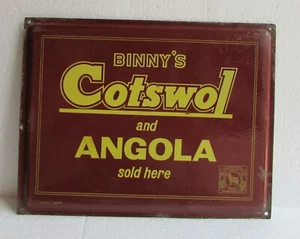 BINNY'S
Cotswol
and
ANGOLA
sold here